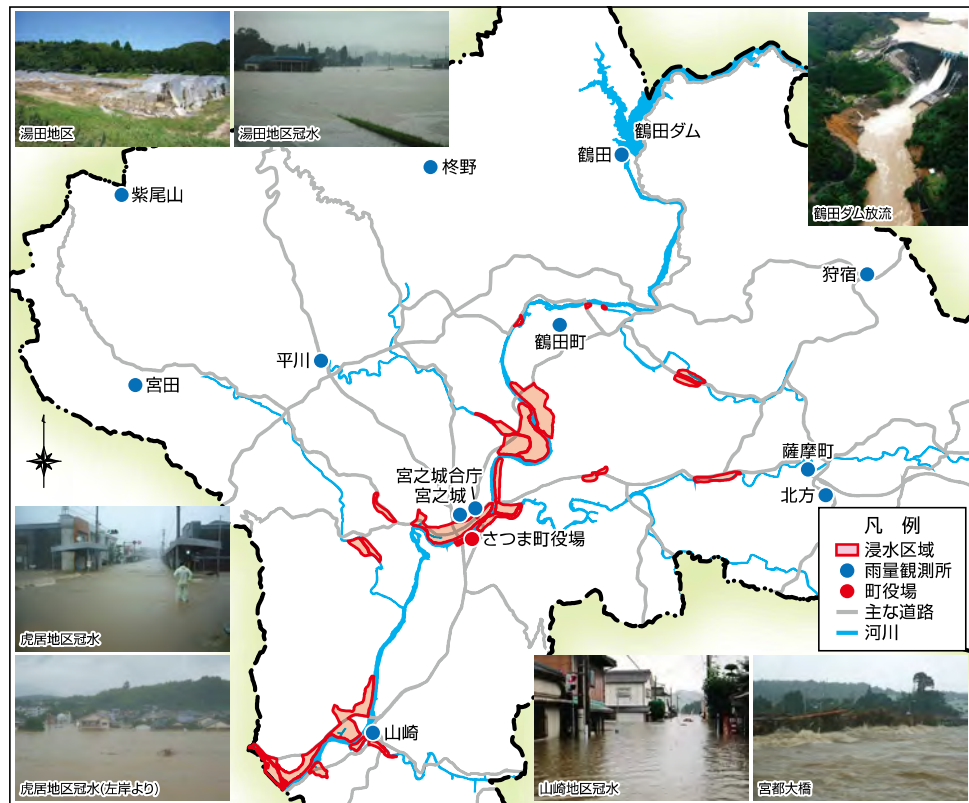 湯田地区
湯田地区冠水
鶴田ダム
鶴田
柊野
紫尾山
鶴田ダム放流
狩宿
鶴田町
平川
宮田
薩摩町
北方
宮之城合庁
宮之城
さつま町役場
凡 例
浸水区域
雨量観測所
町役場
主な道路
河川
虎居地区冠水
虎居地区冠水(左岸より)
山崎
山崎地区冠水
宮都大橋